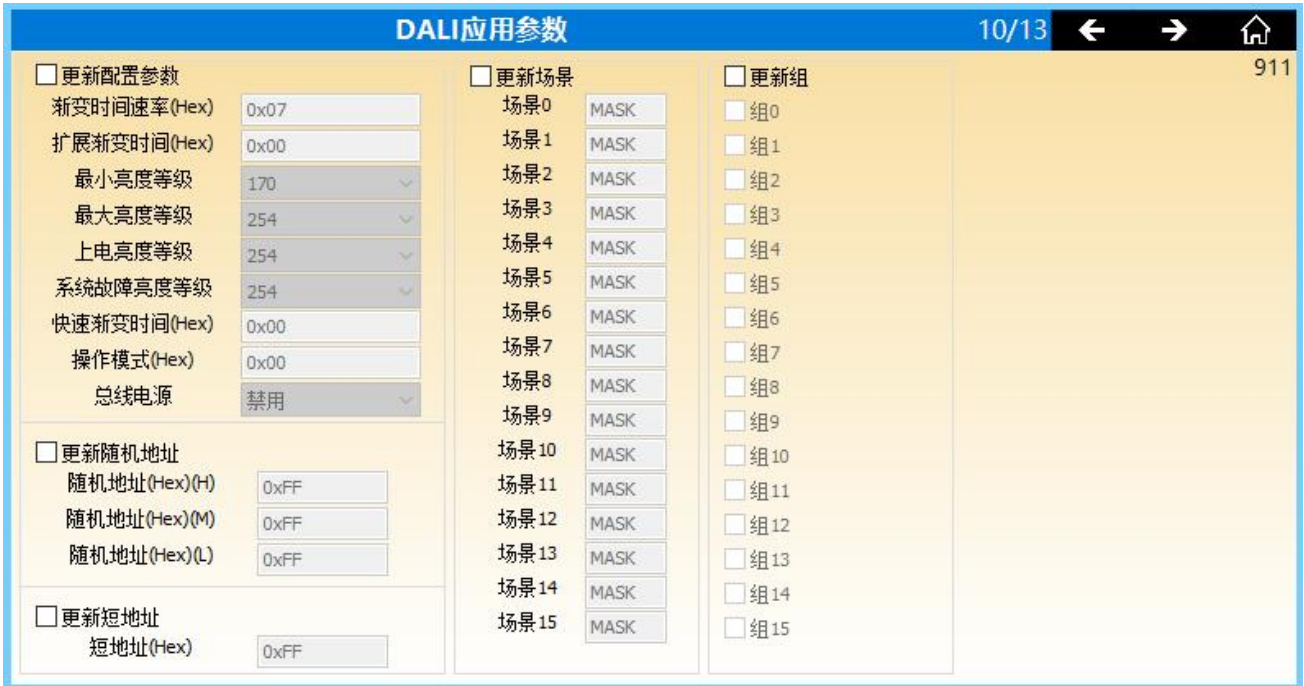 DALI应用参数
10/13
911
更新配置参数
渐变时间速率(Hex) 0x07
扩展渐变时间(Hex) 0x00
最小亮度等级 170
最大亮度等级 254
上电亮度等级 254
系统故障亮度等级 254
快速渐变时间(Hex) 0x00
操作模式(Hex) 0x00
总线电源 禁用
更新随机地址
随机地址(Hex)(H) 0xFF
随机地址(Hex)(M) 0xFF
随机地址(Hex)(L) 0xFF
更新短地址
短地址(Hex) 0xFF
更新场景
场景0 MASK
场景1 MASK
场景2 MASK
场景3 MASK
场景4 MASK
场景5 MASK
场景6 MASK
场景7 MASK
场景8 MASK
场景9 MASK
场景10 MASK
场景11 MASK
场景12 MASK
场景13 MASK
场景14 MASK
场景15 MASK
更新组
组0
组1
组2
组3
组4
组5
组6
组7
组8
组9
组10
组11
组12
组13
组14
组15